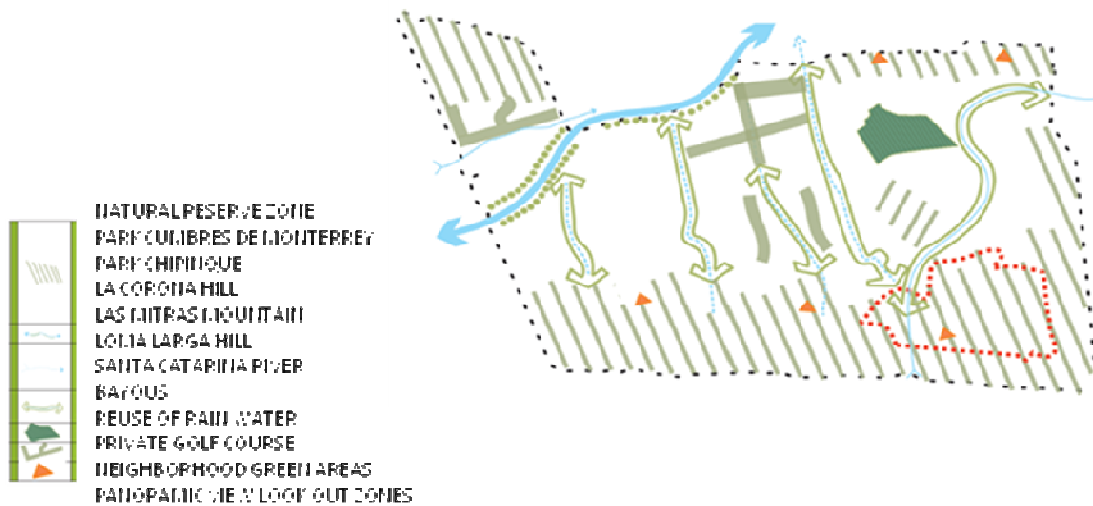 NATURAL RESERVE ZONE
PARK CUMBRES DE MONTERREY
PARK CHIPINQUE
LA CORONA HILL
LAS MITRAS MOUNTAIN
LOMA LARGA HILL
SANTA CATARINA RIVER
BAYOUS
REUSE OF RAIN WATER
PRIVATE GOLF COURSE
NEIGHBORHOOD GREEN AREAS
PANORAMIC VIEW LOOK OUT ZONES